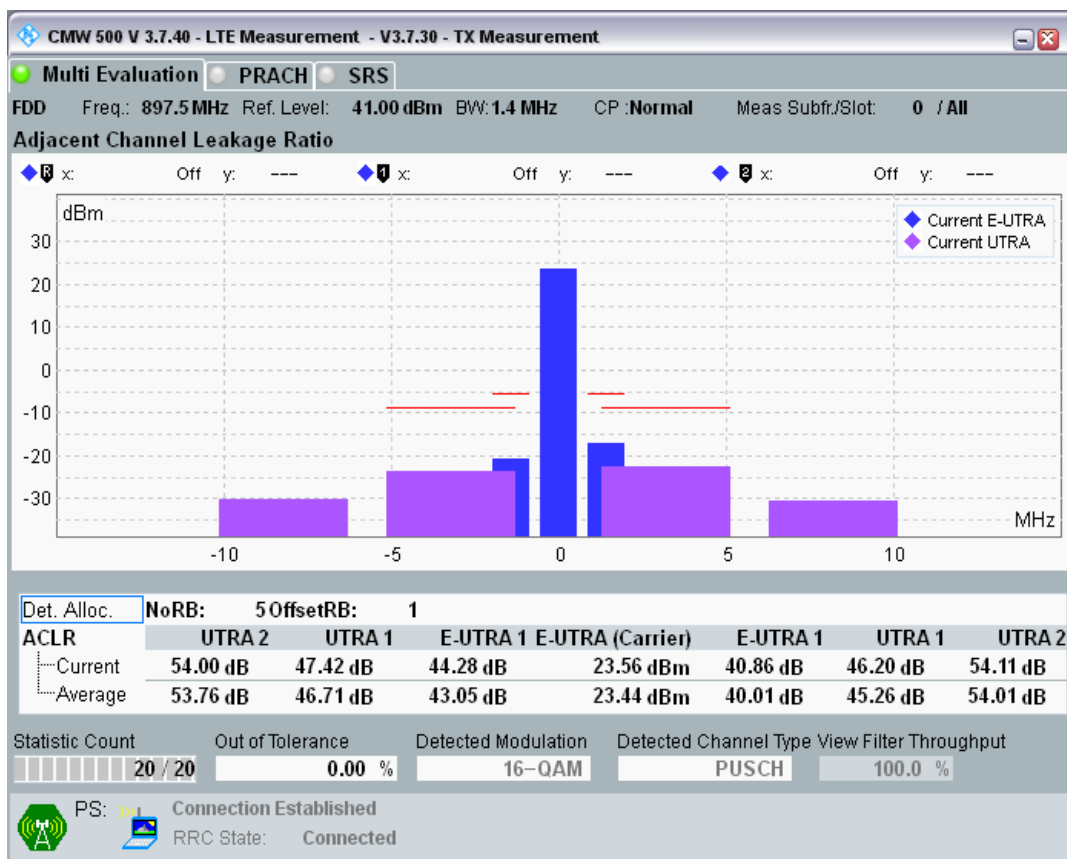 CMW 500 V 3.7.40 - LTE Measurement - V3.7.30 - TX Measurement
Multi Evaluation PRACH SRS
FDD Freq.: 897.5 MHz Ref. Level: 41.00 dBm BW: 1.4 MHz CP :Normal Meas Subfr./Slot: 0 / All
Adjacent Channel Leakage Ratio
R x: Off y: --- 1 x: Off y: --- 2 x: Off y: ---
dBm
Current E-UTRA
Current UTRA
30
20
10
0
-10
-20
-30
MHz
-10 -5 0 5 10
Det. Alloc. NoRB: 5 OffsetRB: 1
ACLR UTRA 2 UTRA 1 E-UTRA 1 E-UTRA (Carrier) E-UTRA 1 UTRA 1 UTRA 2
Current 54.00 dB 47.42 dB 44.28 dB 23.56 dBm 40.86 dB 46.20 dB 54.11 dB
Average 53.76 dB 46.71 dB 43.05 dB 23.44 dBm 40.01 dB 45.26 dB 54.01 dB
Statistic Count Out of Tolerance Detected Modulation Detected Channel Type View Filter Throughput
20 / 20 0.00 % 16-QAM PUSCH 100.0 %
PS: Connection Established
RRC State: Connected